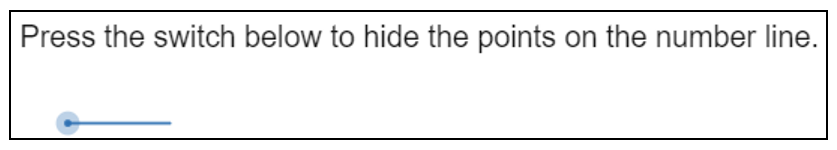 Press the switch below to hide the points on the number line.